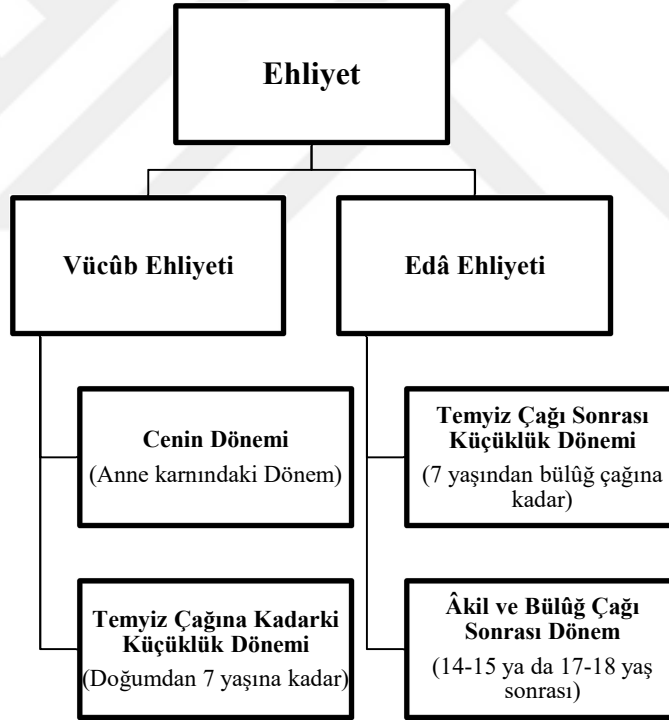 Ehliyet
Vücûb Ehliyeti
Cenin Dönemi
(Anne karnındaki Dönem)
Temyiz Çağına Kadarki
Küçüklük Dönemi
(Doğumdan 7 yaşına kadar)
Edâ Ehliyeti
Temyiz Çağı Sonrası
Küçüklük Dönemi
(7 yaşından bülûğ çağına
kadar)
Âkil ve Bülûğ Çağı
Sonrası Dönem
(14-15 ya da 17-18 yaş
sonrası)